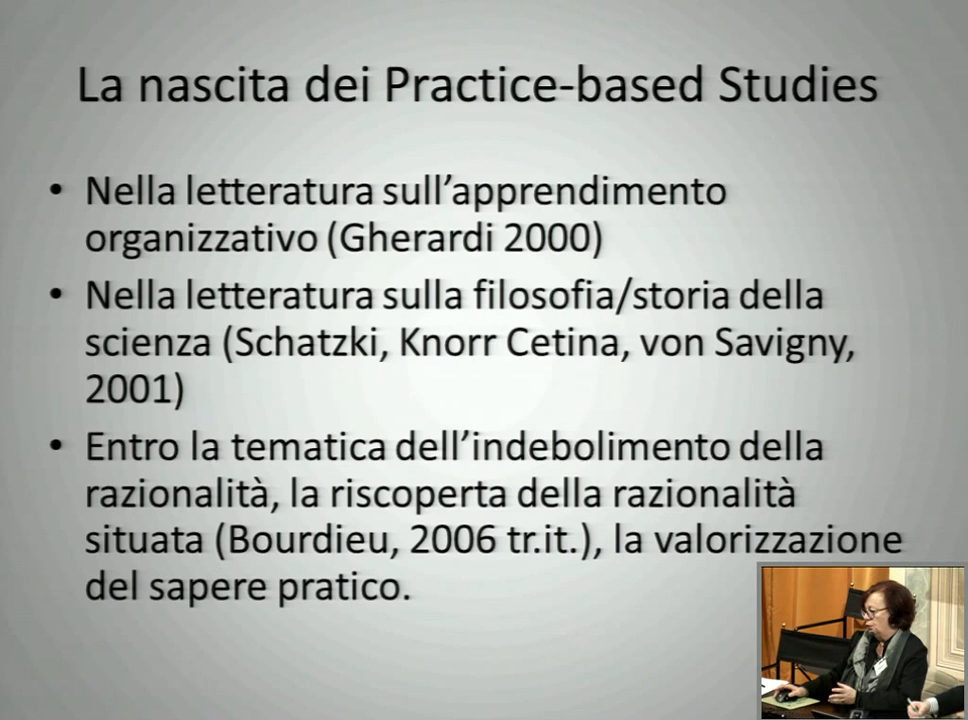 La nascita dei Practice-based Studies
• Nella letteratura sull'apprendimento
organizzativo (Gherardi 2000)
• Nella letteratura sulla filosofia/storia della
scienza (Schatzki, Knorr Cetina, von Savigny,
2001)
• Entro la tematica dell'indebolimento della
razionalità, la riscoperta della razionalità
situata (Bourdieu, 2006 tr.it.), la valorizzazione
del sapere pratico.